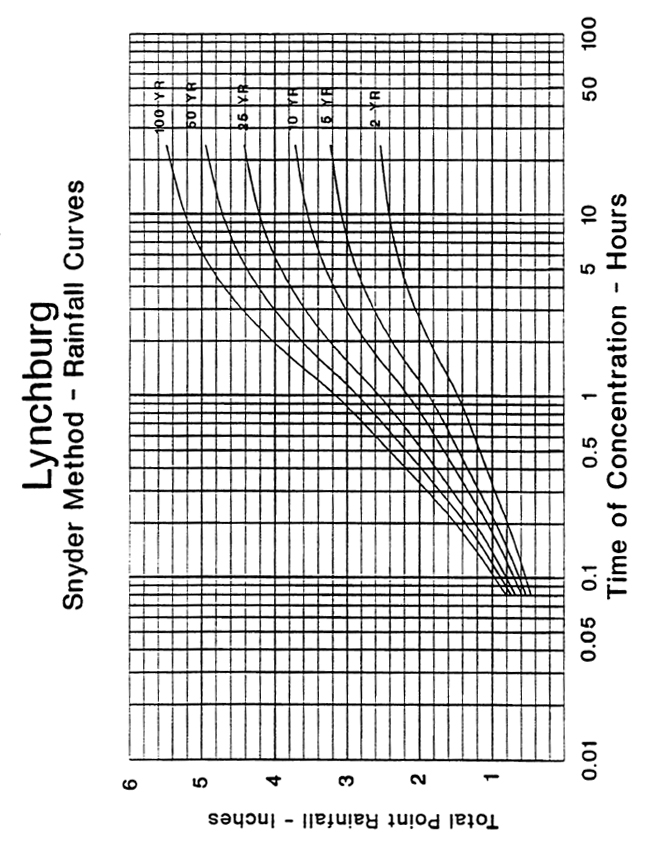 Lynchburg
Snyder Method - Rainfall Curves
Total Point Rainfall - Inches
6
5
4
3
2
1
100 YR
50 YR
25 YR
10 YR
5 YR
2 YR
0.01
0.05
0.1
0.5
1
5
10
50
100
Time of Concentration - Hours